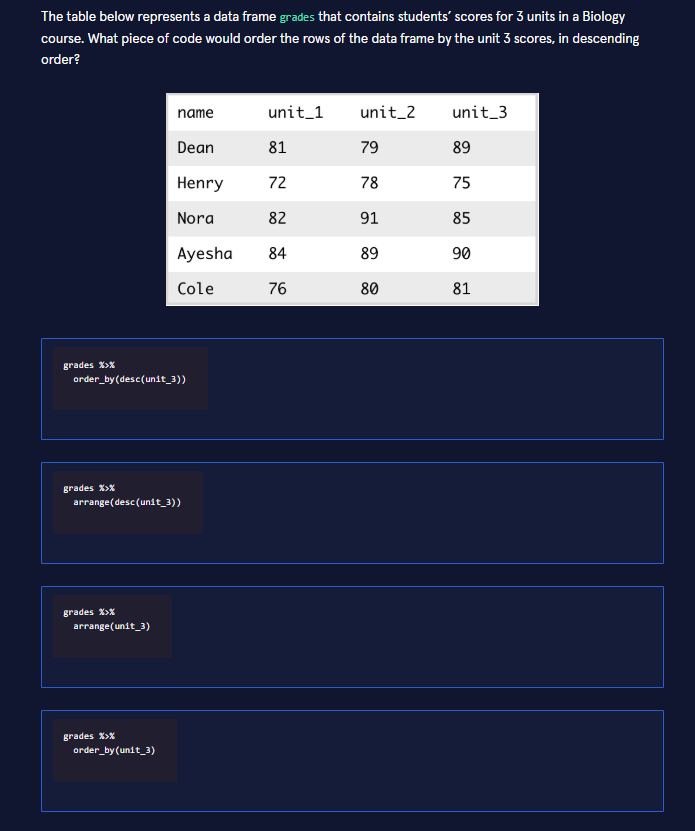 The table below represents a data frame grades that contains students’ scores for 3 units in a Biology
course. What piece of code would order the rows of the data frame by the unit 3 scores, in descending
order?
name unit_1 unit_2 unit_3
Dean 81 79 89
Henry 72 78 75
Nora 82 91 85
Ayesha 84 89 90
Cole 76 80 81
grades %>%
order_by(desc(unit_3))
grades %>%
arrange(desc(unit_3))
grades %>%
arrange(unit_3)
grades %>%
order_by(unit_3)